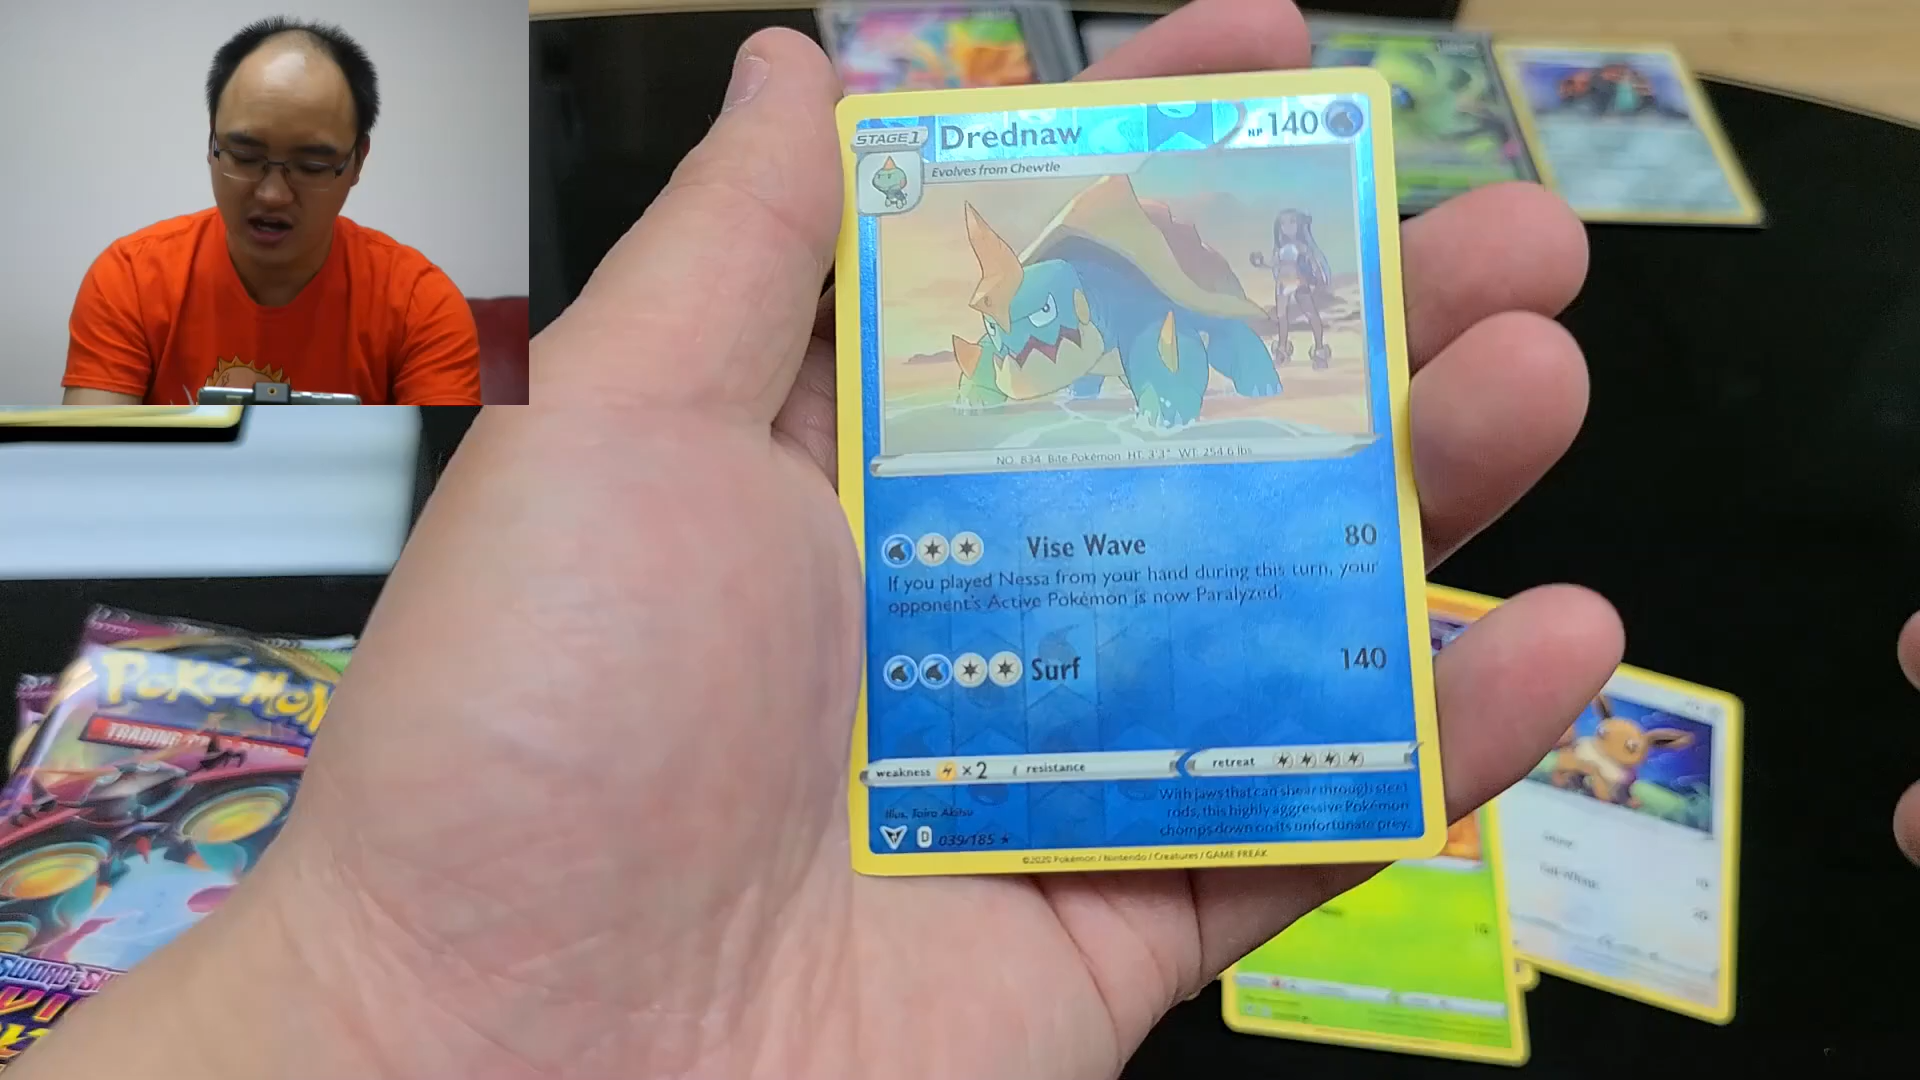 STAGE 1 Drednaw HP 140
Evolves from Chewtle
NO. 834 Bite Pokémon HT: 3'3" WT: 254.6 lbs
Vise Wave 80
If you played Nessa from your hand during this turn, your
opponent's Active Pokémon is now Paralyzed.
Surf 140
weakness ×2 resistance retreat
With jaws that can shear through steel
rods, this highly aggressive Pokémon
chomps down on its unfortunate prey.
Illus. Taira Akitsu
D 039/185 ★
©2020 Pokémon / Nintendo / Creatures / GAME FREAK
POKéMON
TRADING